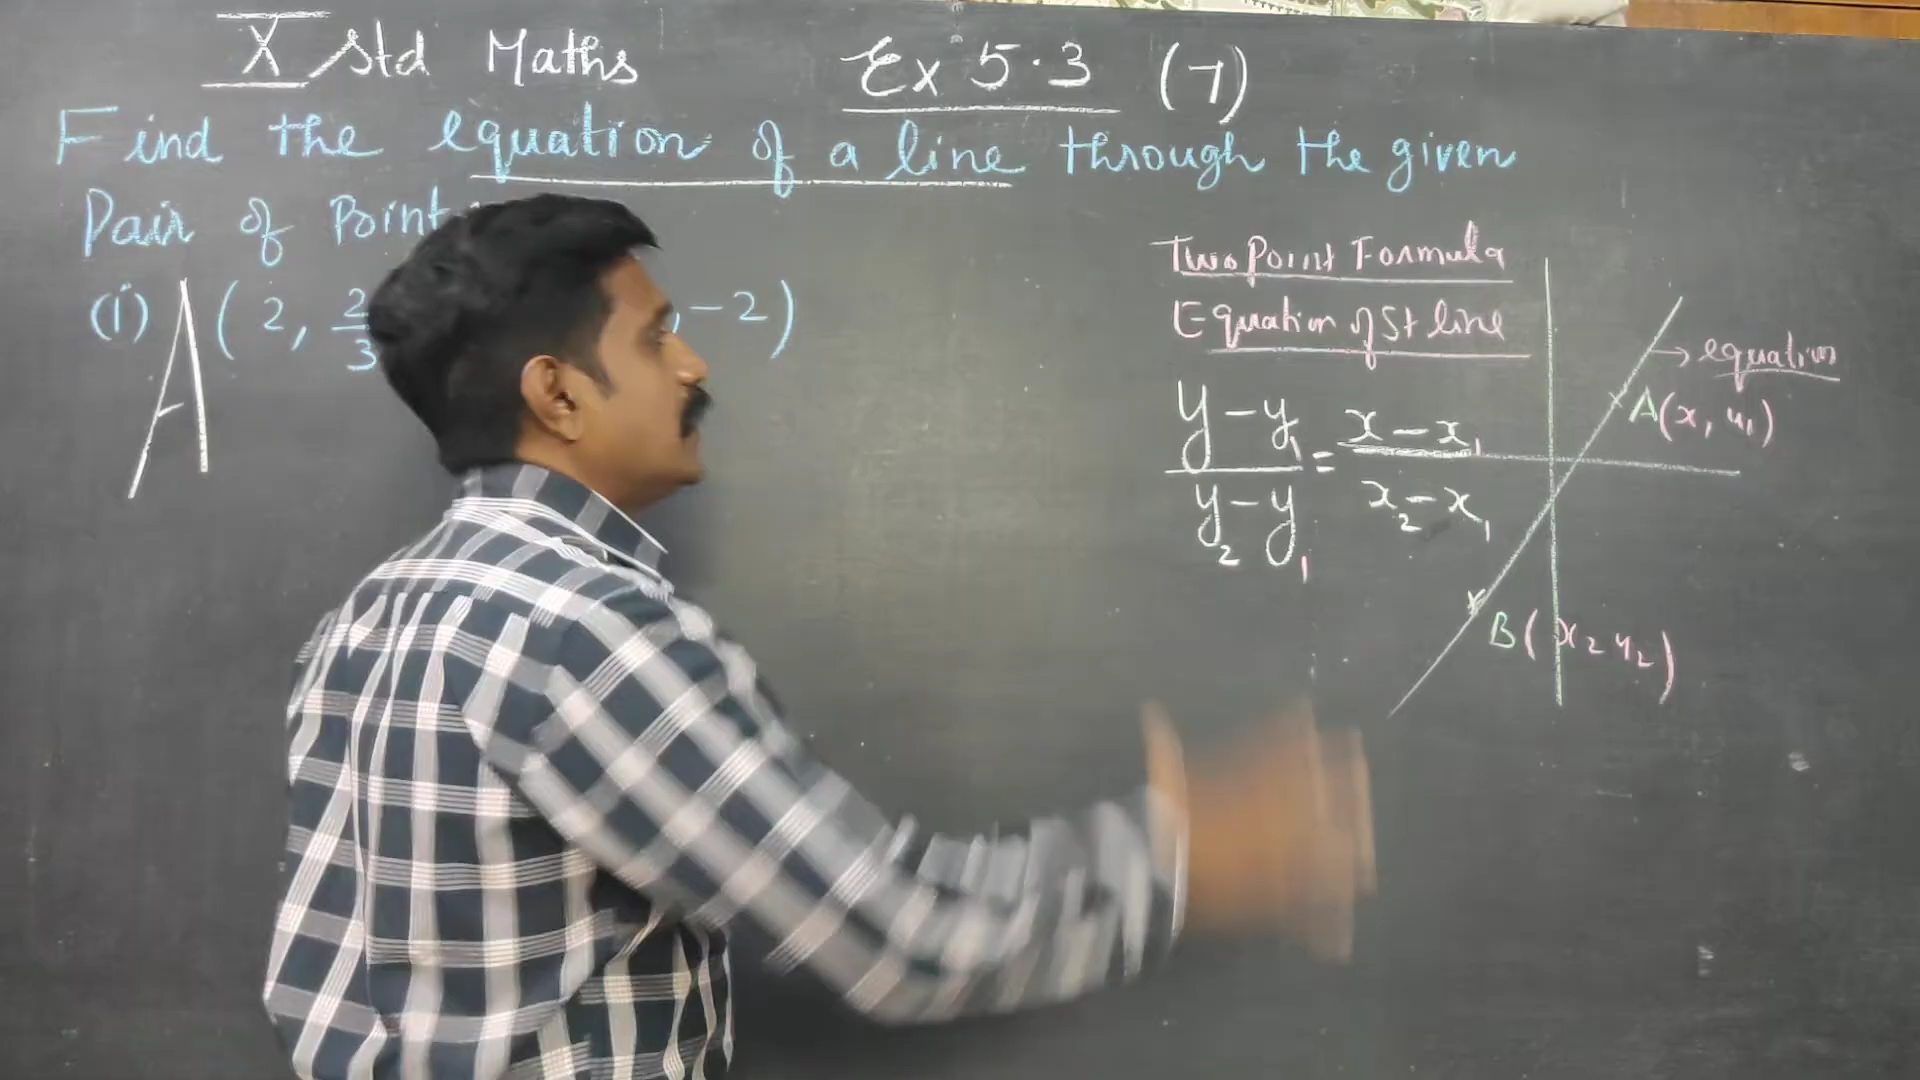 X Std Maths Ex 5.3 (7)
Find the equation of a line through the given
Pair of Point
(i) A (2, 2/3 , -2)
Two Point Formula
Equation of St line
y - y₁ / y₂ - y₁ = x - x₁ / x₂ - x₁
→ equation
A(x, y₁)
B(x₂ y₂)